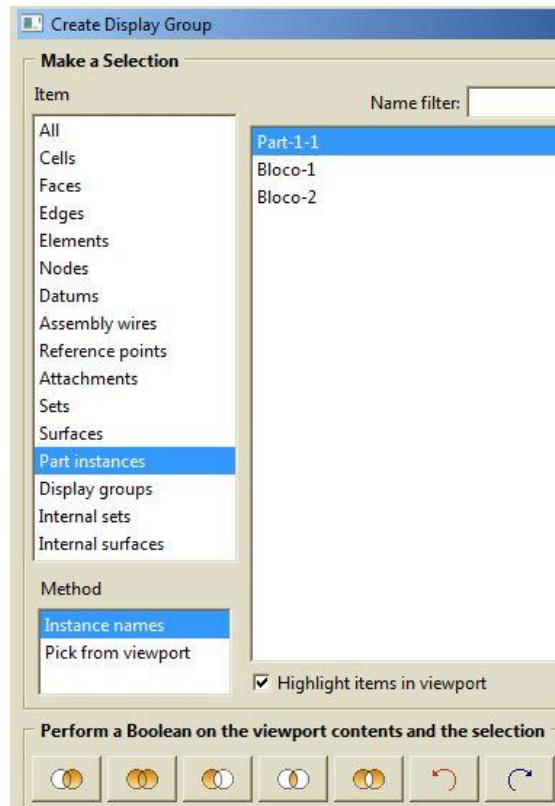 Create Display Group
Make a Selection
Item
Name filter:
All
Cells
Faces
Edges
Elements
Nodes
Datums
Assembly wires
Reference points
Attachments
Sets
Surfaces
Part instances
Display groups
Internal sets
Internal surfaces
Part-1-1
Bloco-1
Bloco-2
Method
Instance names
Pick from viewport
Highlight items in viewport
Perform a Boolean on the viewport contents and the selection